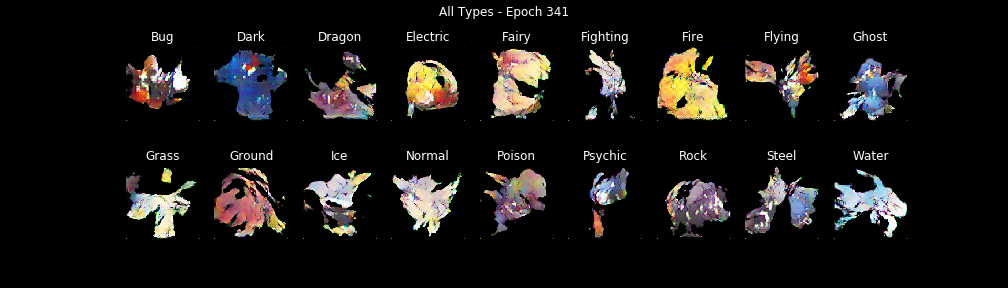 All Types - Epoch 341
Bug Dark Dragon Electric Fairy Fighting Fire Flying Ghost
Grass Ground Ice Normal Poison Psychic Rock Steel Water